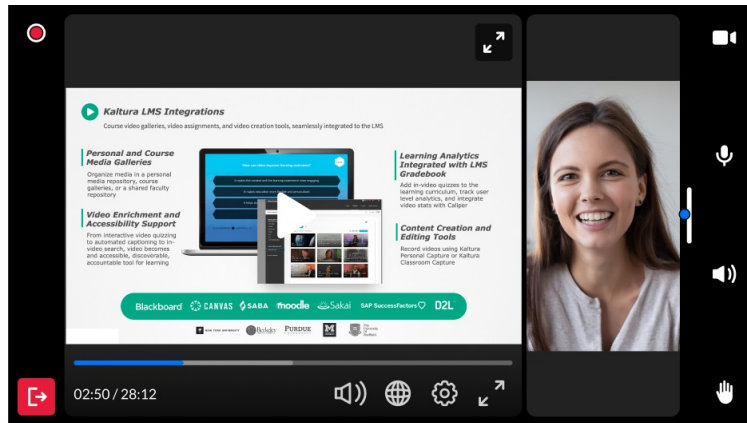 Kaltura LMS Integrations
Course video galleries, video assignments, and video creation tools, seamlessly integrated to the LMS
Personal and Course
Media Galleries
Organize media in a personal
media repository, course
galleries, or a shared faculty
repository
Video Enrichment and
Accessibility Support
From interactive video quizzing
to automated captioning to in-
video search, video becomes
and accessible, discoverable,
accountable tool for learning
Learning Analytics
Integrated with LMS
Gradebook
Add in-video quizzes to the
learning curriculum, track user
level analytics, and integrate
video stats with Caliper
Content Creation and
Editing Tools
Record videos using Kaltura
Personal Capture or Kaltura
Classroom Capture
Blackboard CANVAS SABA moodle Sakai SAP SuccessFactors D2L
NEW YORK UNIVERSITY Berkeley PURDUE M
02:50 / 28:12